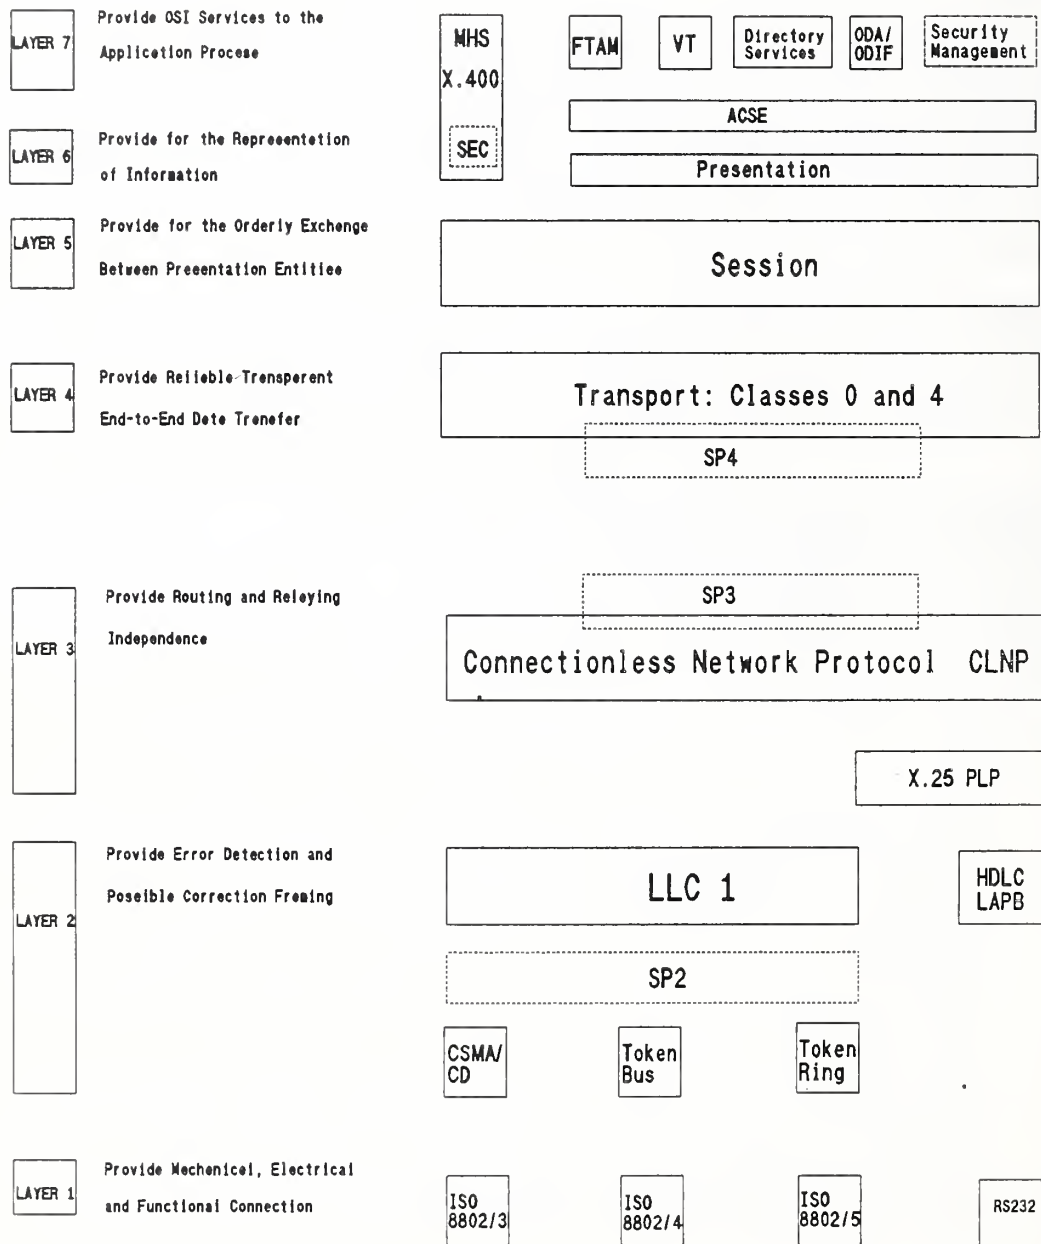 LAYER 7
Provide OSI Services to the
Application Process
MHS
X.400
SEC
FTAM
VT
Directory
Services
ODA/
ODIF
Security
Management
ACSE
LAYER 6
Provide for the Representation
of Information
Presentation
LAYER 5
Provide for the Orderly Exchange
Between Presentation Entities
Session
LAYER 4
Provide Reliable Transparent
End-to-End Data Transfer
Transport: Classes 0 and 4
SP4
LAYER 3
Provide Routing and Relaying
Independence
SP3
Connectionless Network Protocol CLNP
X.25 PLP
LAYER 2
Provide Error Detection and
Possible Correction Framing
LLC 1
HDLC
LAPB
SP2
CSMA/
CD
Token
Bus
Token
Ring
LAYER 1
Provide Mechanical, Electrical
and Functional Connection
ISO
8802/3
ISO
8802/4
ISO
8802/5
RS232